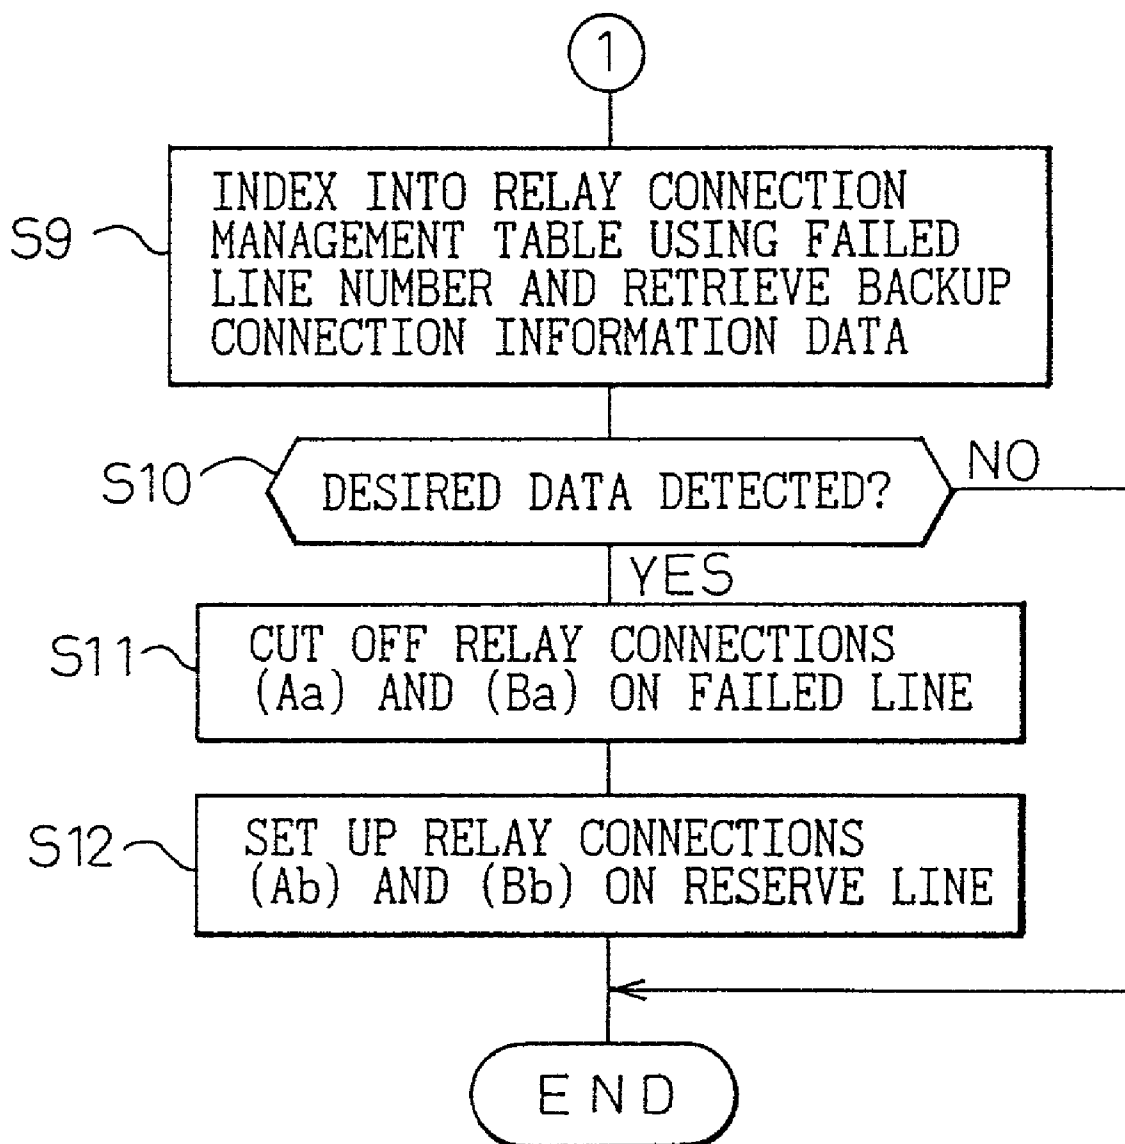 1
S9
INDEX INTO RELAY CONNECTION
MANAGEMENT TABLE USING FAILED
LINE NUMBER AND RETRIEVE BACKUP
CONNECTION INFORMATION DATA
S10
DESIRED DATA DETECTED?
NO
YES
S11
CUT OFF RELAY CONNECTIONS
(Aa) AND (Ba) ON FAILED LINE
S12
SET UP RELAY CONNECTIONS
(Ab) AND (Bb) ON RESERVE LINE
END